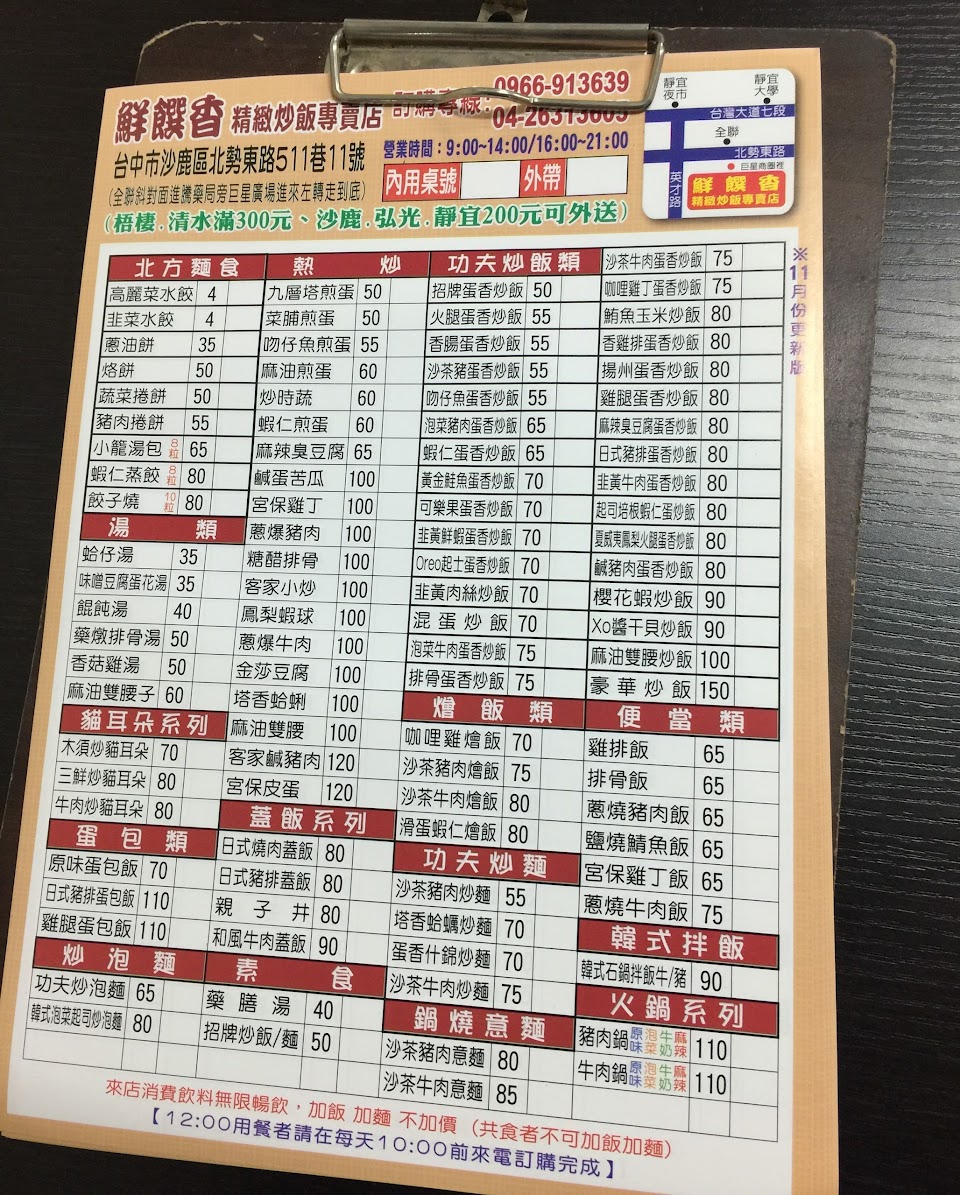 鮮饌香 精緻炒飯專賣店
0966-913639
台中市沙鹿區北勢東路511巷11號
營業時間：9:00~14:00/16:00~21:00
(全聯斜對面進騰藥局旁巨星廣場進來左轉走到底)
內用桌號 外帶
(梧棲.清水滿300元、沙鹿.弘光.靜宜200元可外送)
靜宜夜市
靜宜大學
台灣大道七段
全聯
北勢東路
巨星商圈裡
英才路
鮮饌香
精緻炒飯專賣店
※11月份更新版
北方麵食
高麗菜水餃 4
韭菜水餃 4
蔥油餅 35
烙餅 50
蔬菜捲餅 50
豬肉捲餅 55
小籠湯包 8粒 65
蝦仁蒸餃 8粒 80
餃子燒 10粒 80
湯類
蛤仔湯 35
味噌豆腐蛋花湯 35
餛飩湯 40
藥燉排骨湯 50
香菇雞湯 50
麻油雙腰子 60
貓耳朵系列
木須炒貓耳朵 70
三鮮炒貓耳朵 80
牛肉炒貓耳朵 80
蛋包類
原味蛋包飯 70
日式豬排蛋包飯 110
雞腿蛋包飯 110
炒泡麵
功夫炒泡麵 65
韓式泡菜起司炒泡麵 80
熱炒
九層塔煎蛋 50
菜脯煎蛋 50
吻仔魚煎蛋 55
麻油煎蛋 60
炒時蔬 60
蝦仁煎蛋 60
麻辣臭豆腐 65
鹹蛋苦瓜 100
宮保雞丁 100
蔥爆豬肉 100
糖醋排骨 100
客家小炒 100
鳳梨蝦球 100
蔥爆牛肉 100
金莎豆腐 100
塔香蛤蜊 100
麻油雙腰 100
客家鹹豬肉 120
宮保皮蛋 120
蓋飯系列
日式燒肉蓋飯 80
日式豬排蓋飯 80
親子丼 80
和風牛肉蓋飯 90
素食
藥膳湯 40
招牌炒飯/麵 50
功夫炒飯類
招牌蛋香炒飯 50
火腿蛋香炒飯 55
香腸蛋香炒飯 55
沙茶豬蛋香炒飯 55
吻仔魚蛋香炒飯 55
泡菜豬肉蛋香炒飯 65
蝦仁蛋香炒飯 65
黃金鮭魚蛋香炒飯 70
可樂果蛋香炒飯 70
韭黃鮮蝦蛋香炒飯 70
Oreo起士蛋香炒飯 70
韭黃肉絲炒飯 70
混蛋炒飯 70
泡菜牛肉蛋香炒飯 75
排骨蛋香炒飯 75
燴飯類
咖哩雞燴飯 70
沙茶豬肉燴飯 75
沙茶牛肉燴飯 80
滑蛋蝦仁燴飯 80
功夫炒麵
沙茶豬肉炒麵 55
塔香蛤蠣炒麵 70
蛋香什錦炒麵 70
沙茶牛肉炒麵 75
鍋燒意麵
沙茶豬肉意麵 80
沙茶牛肉意麵 85
沙茶牛肉蛋香炒飯 75
咖哩雞丁蛋香炒飯 75
鮪魚玉米炒飯 80
香雞排蛋香炒飯 80
揚州蛋香炒飯 80
雞腿蛋香炒飯 80
麻辣臭豆腐蛋香炒飯 80
日式豬排蛋香炒飯 80
韭黃牛肉蛋香炒飯 80
起司培根蝦仁蛋炒飯 80
夏威夷鳳梨火腿蛋香炒飯 80
鹹豬肉蛋香炒飯 80
櫻花蝦炒飯 90
Xo醬干貝炒飯 90
麻油雙腰炒飯 100
豪華炒飯 150
便當類
雞排飯 65
排骨飯 65
蔥燒豬肉飯 65
鹽燒鯖魚飯 65
宮保雞丁飯 65
蔥燒牛肉飯 75
韓式拌飯
韓式石鍋拌飯牛/豬 90
火鍋系列
豬肉鍋 原味 泡菜 牛奶 麻辣 110
牛肉鍋 原味 泡菜 牛奶 麻辣 110
來店消費飲料無限暢飲，加飯 加麵 不加價（共食者不可加飯加麵）
【12:00用餐者請在每天10:00前來電訂購完成】